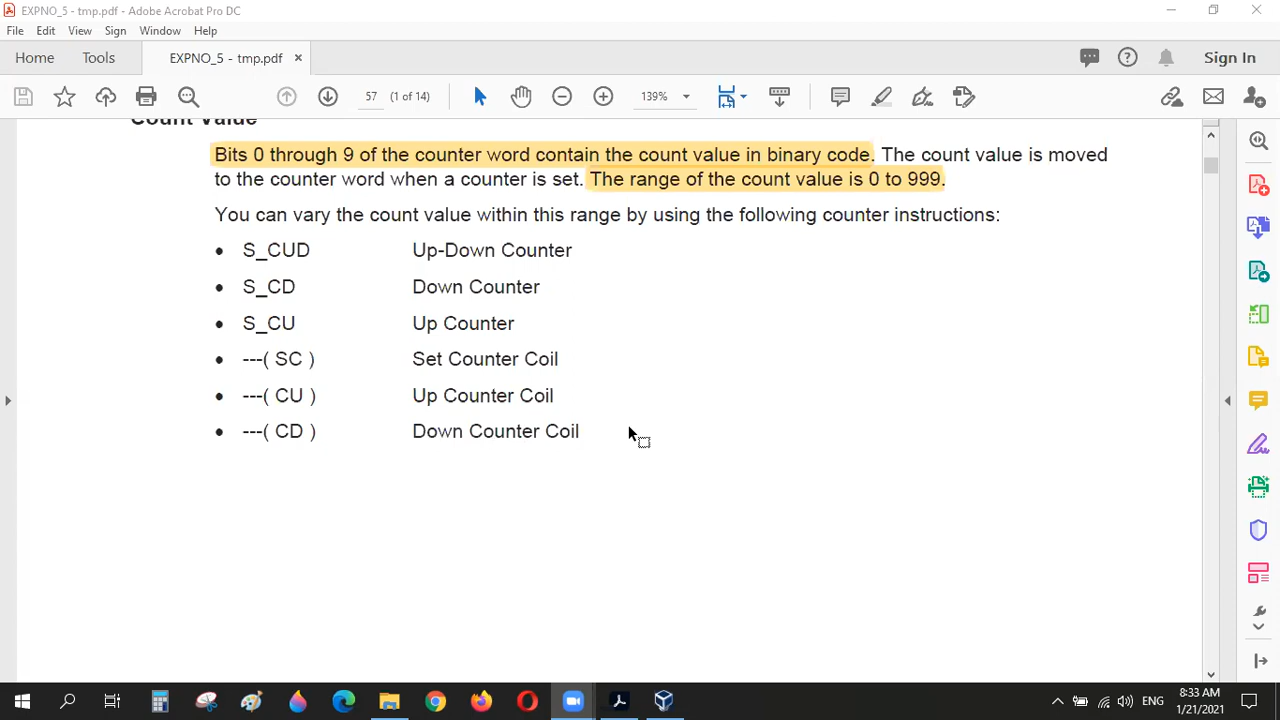 EXPNO_5 - tmp.pdf - Adobe Acrobat Pro DC
File Edit View Sign Window Help
Home Tools EXPNO_5 - tmp.pdf × Sign In
57 (1 of 14) 139%
Count Value
Bits 0 through 9 of the counter word contain the count value in binary code. The count value is moved
to the counter word when a counter is set. The range of the count value is 0 to 999.
You can vary the count value within this range by using the following counter instructions:
• S_CUD Up-Down Counter
• S_CD Down Counter
• S_CU Up Counter
• ---( SC ) Set Counter Coil
• ---( CU ) Up Counter Coil
• ---( CD ) Down Counter Coil
ENG
8:33 AM
1/21/2021